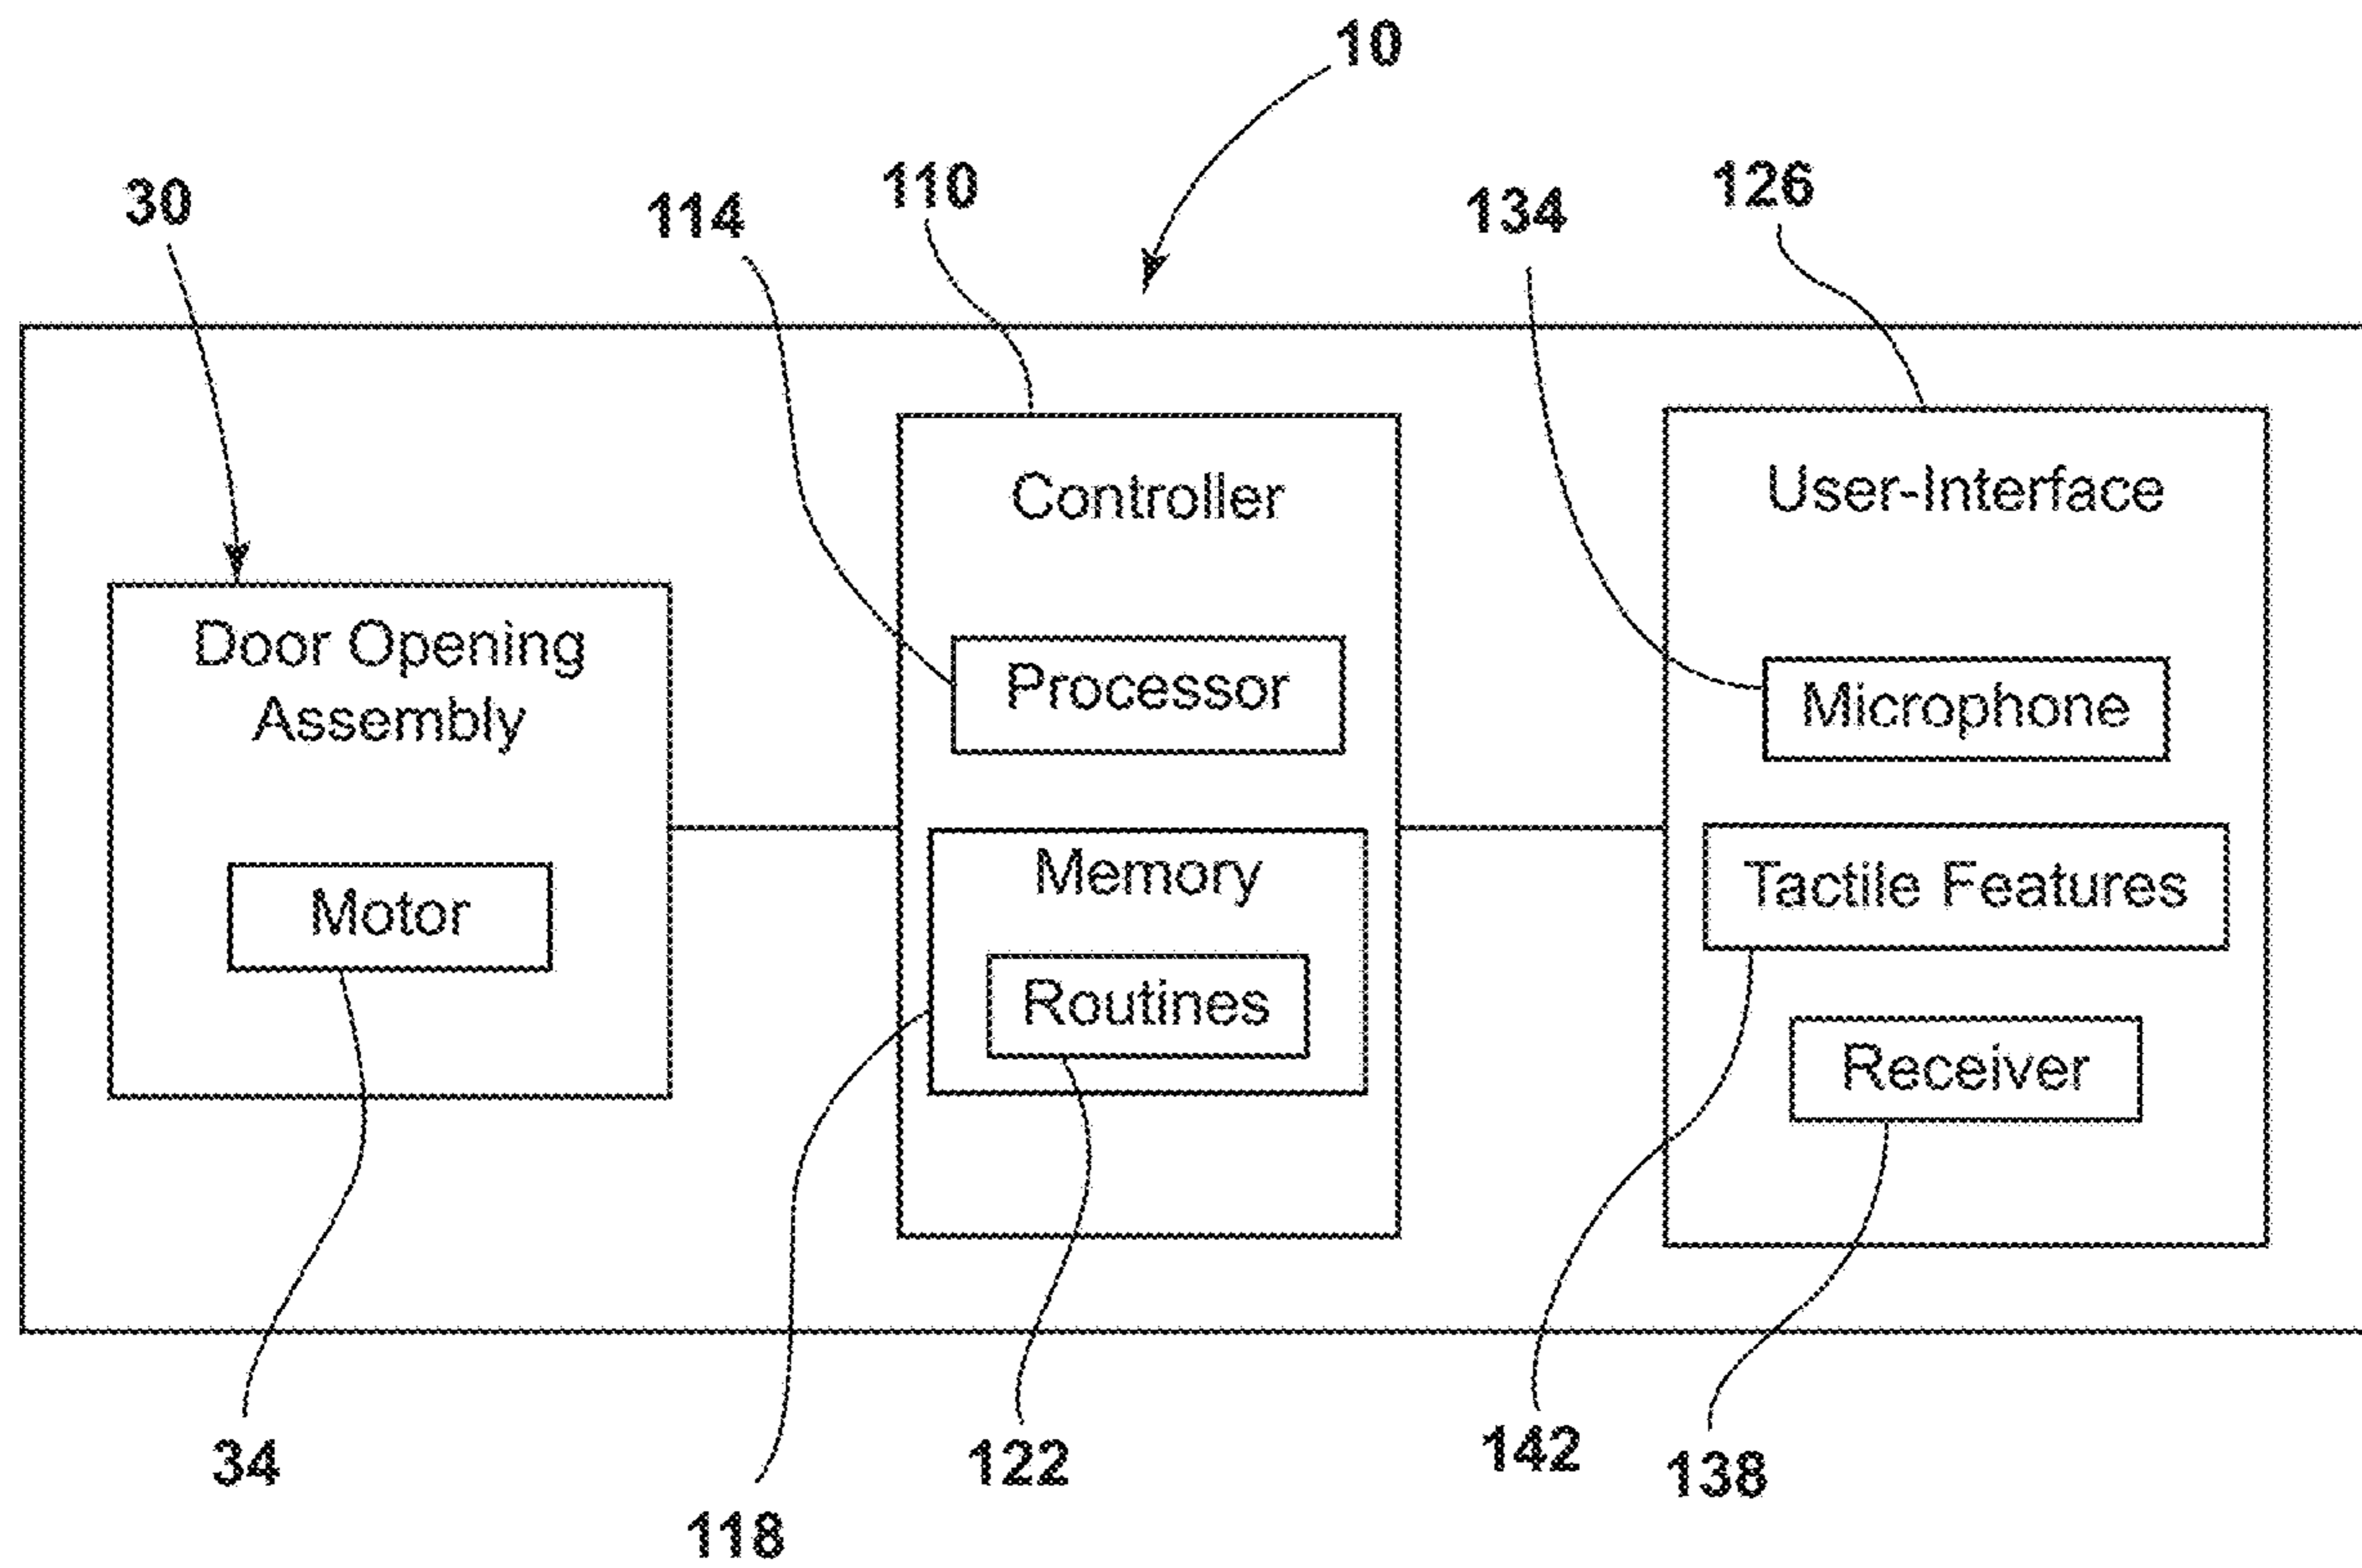 10
110
126
30
114
134
Controller
User-Interface
Door Opening
Assembly
Processor
Microphone
Memory
Tactile Features
Motor
Routines
Receiver
34
122
142
138
118